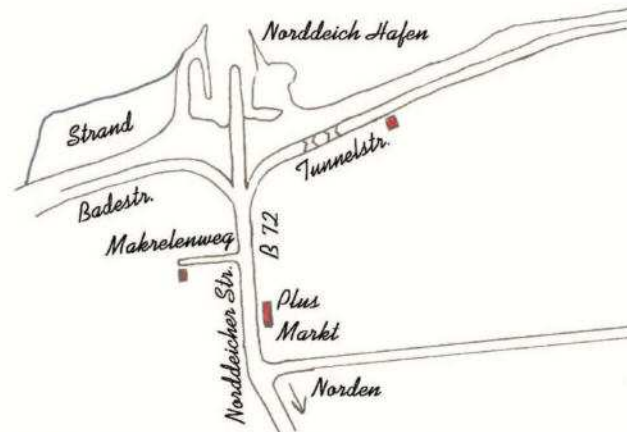 Norddeich Hafen
Strand
Tunnelstr.
Badestr.
Makrelenweg
B 72
Norddeicher Str.
Plus
Markt
Norden